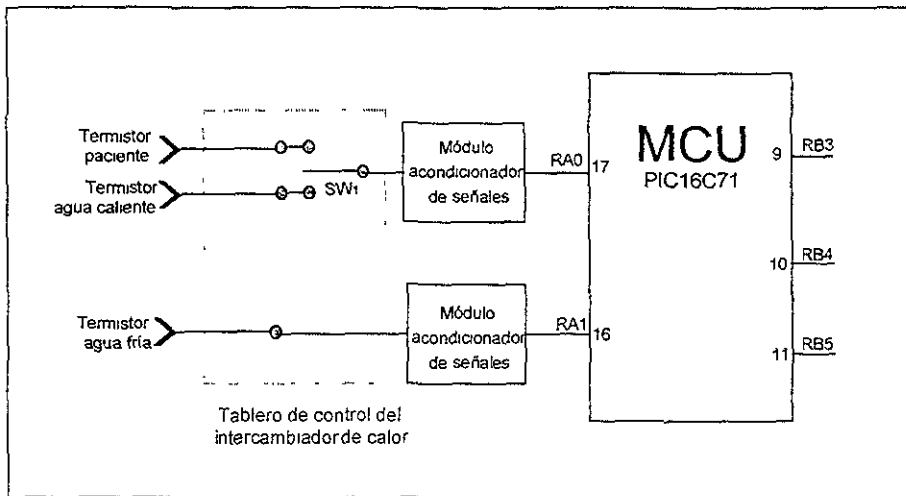 Termistor
paciente
Termistor
agua caliente
SW1
Módulo
acondicionador
de señales
RA0
17
MCU
PIC16C71
9
RB3
10
RB4
Termistor
agua fría
Módulo
acondicionador
de señales
RA1
16
11
RB5
Tablero de control del
intercambiador de calor